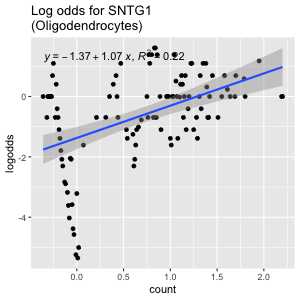 Log odds for SNTG1
(Oligodendrocytes)
y = −1.37 + 1.07 x, R² = 0.22
0
-2
-4
logodds
0.0 0.5 1.0 1.5 2.0
count